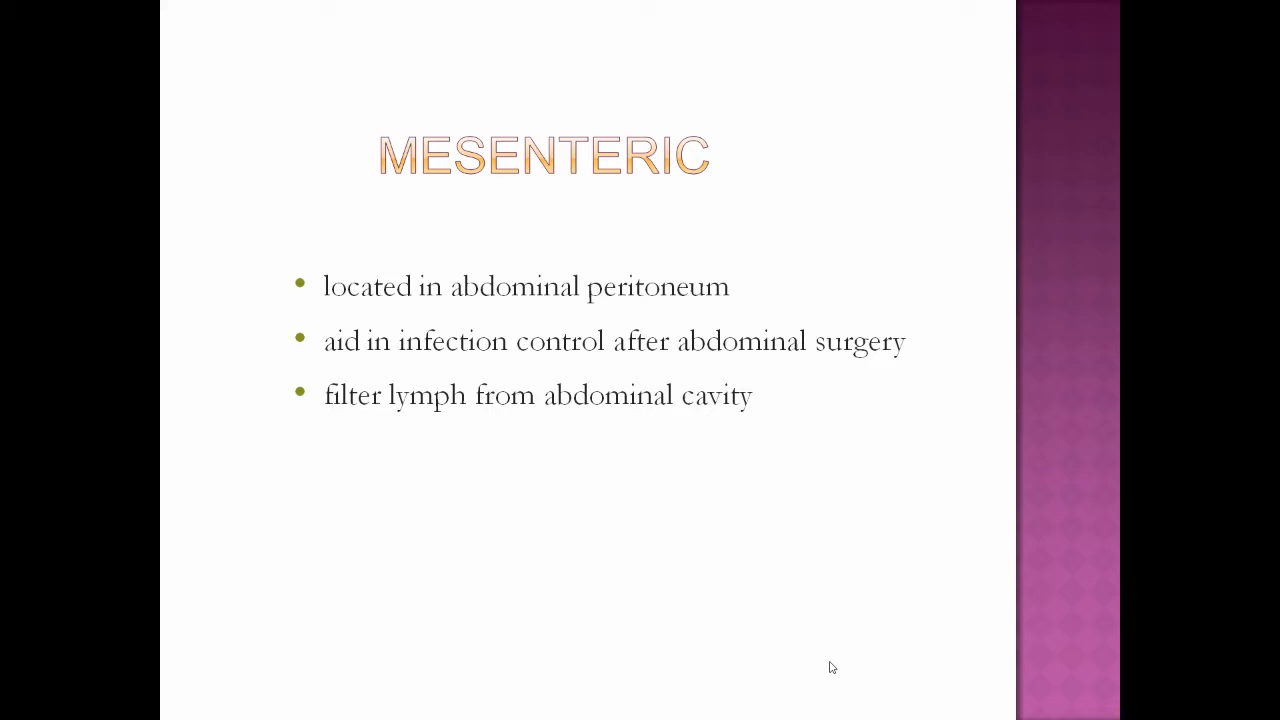 MESENTERIC
• located in abdominal peritoneum
• aid in infection control after abdominal surgery
• filter lymph from abdominal cavity